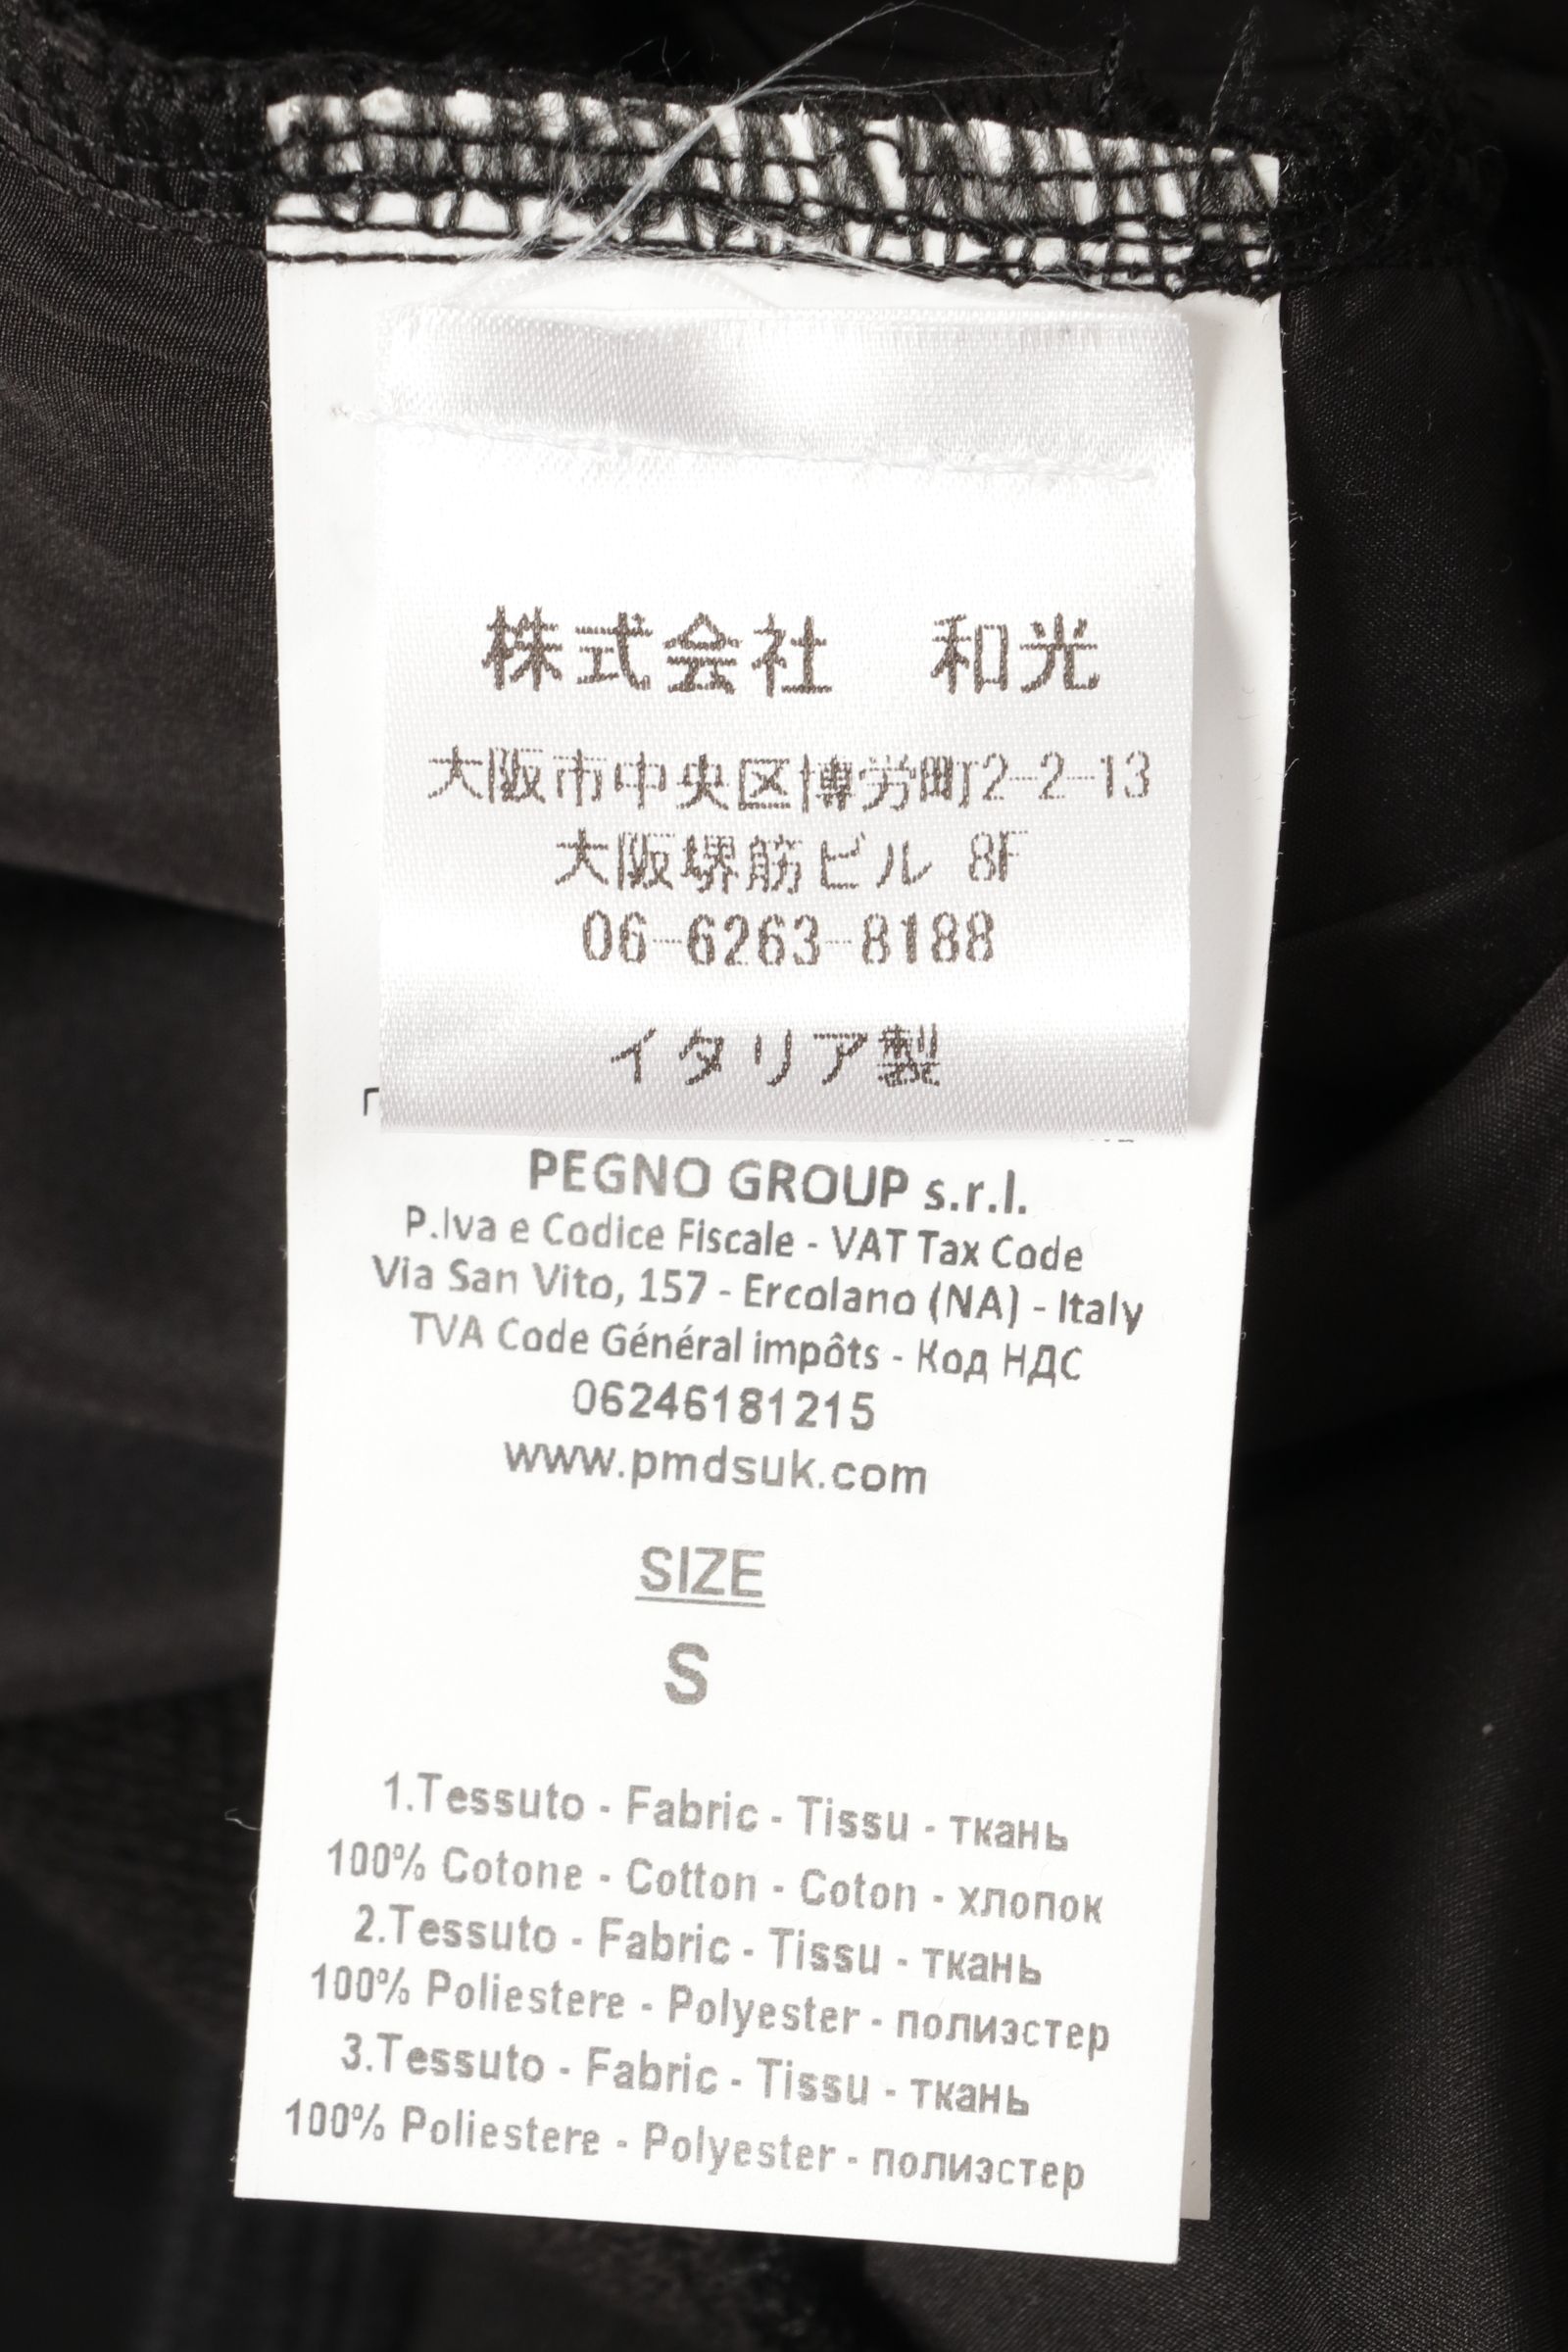 株式会社 和光
大阪市中央区博労町2-2-13
大阪堺筋ビル 8F
06-6263-8188
イタリア製
PEGNO GROUP s.r.l.
P.Iva e Codice Fiscale - VAT Tax Code
Via San Vito, 157 - Ercolano (NA) - Italy
TVA Code Général impôts - Код НДС
06246181215
www.pmdsuk.com
SIZE
S
1.Tessuto - Fabric - Tissu - ткань
100% Cotone - Cotton - Coton - хлопок
2.Tessuto - Fabric - Tissu - ткань
100% Poliestere - Polyester - полиэстер
3.Tessuto - Fabric - Tissu - ткань
100% Poliestere - Polyester - полиэстер